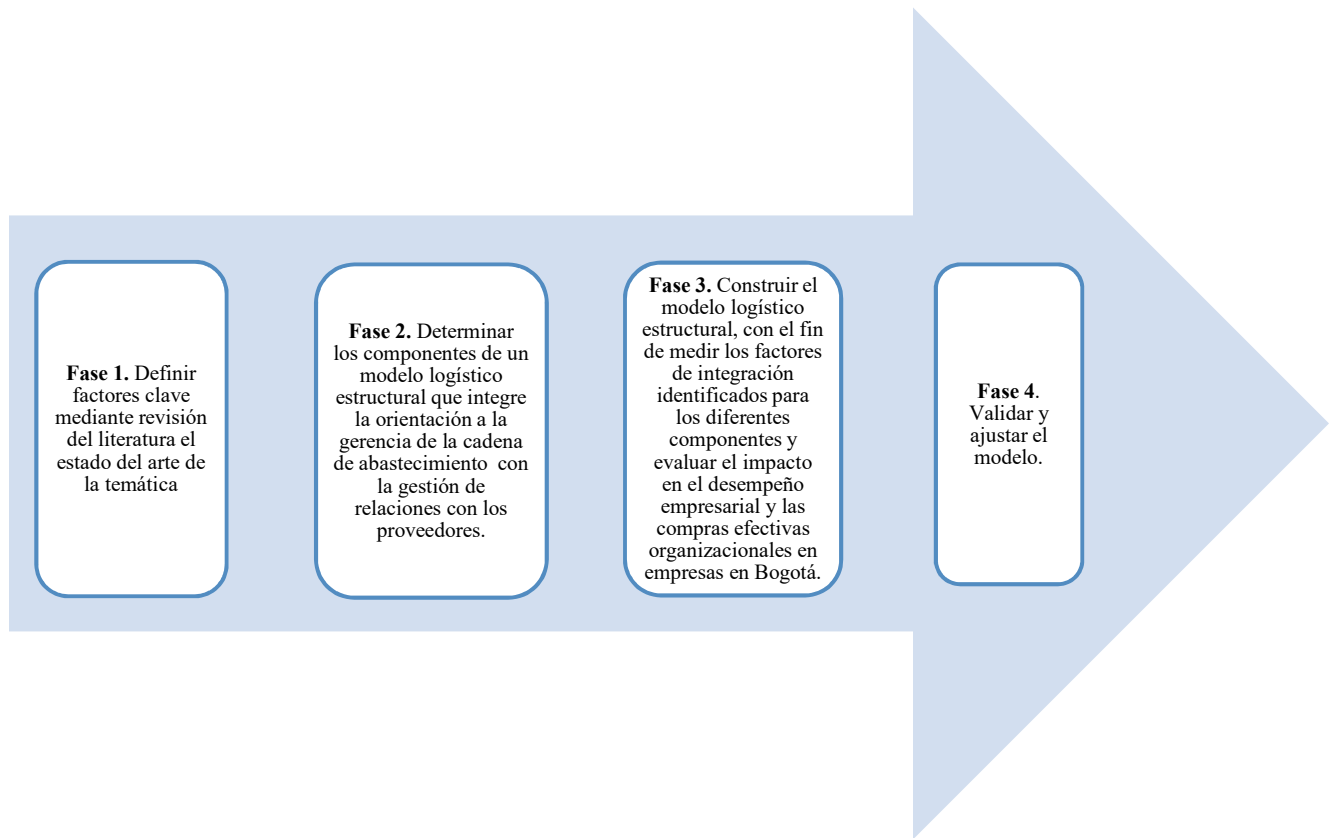 Fase 1. Definir
factores clave
mediante revisión
del literatura el
estado del arte de
la temática
Fase 2. Determinar
los componentes de un
modelo logístico
estructural que integre
la orientación a la
gerencia de la cadena
de abastecimiento con
la gestión de
relaciones con los
proveedores.
Fase 3. Construir el
modelo logístico
estructural, con el fin
de medir los factores
de integración
identificados para
los diferentes
componentes y
evaluar el impacto
en el desempeño
empresarial y las
compras efectivas
organizacionales en
empresas en Bogotá.
Fase 4.
Validar y
ajustar el
modelo.